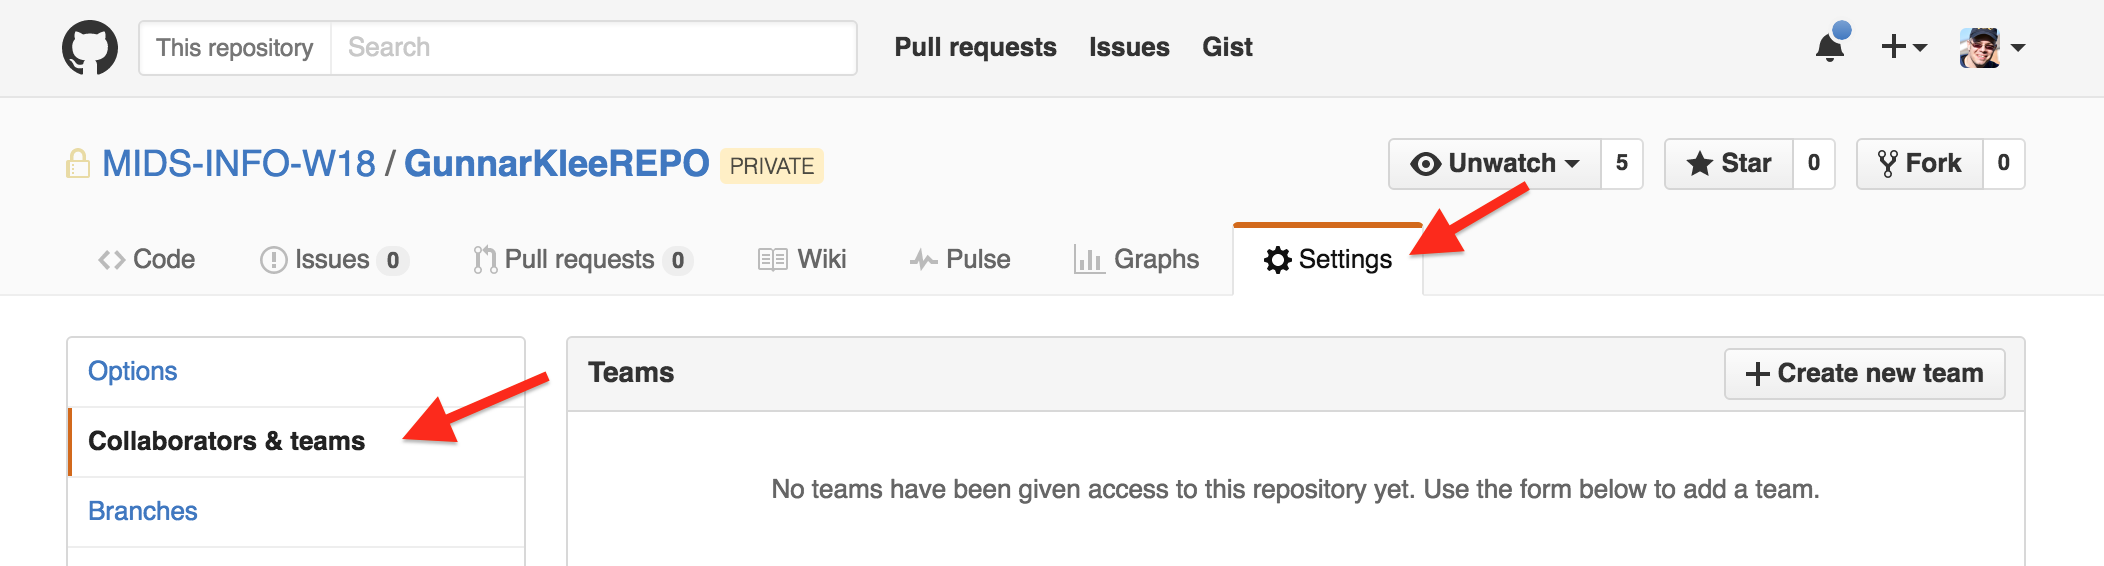 This repository Search Pull requests Issues Gist
MIDS-INFO-W18 / GunnarKleeREPO PRIVATE Unwatch 5 Star 0 Fork 0
Code Issues 0 Pull requests 0 Wiki Pulse Graphs Settings
Options
Collaborators & teams
Branches
Teams Create new team
No teams have been given access to this repository yet. Use the form below to add a team.